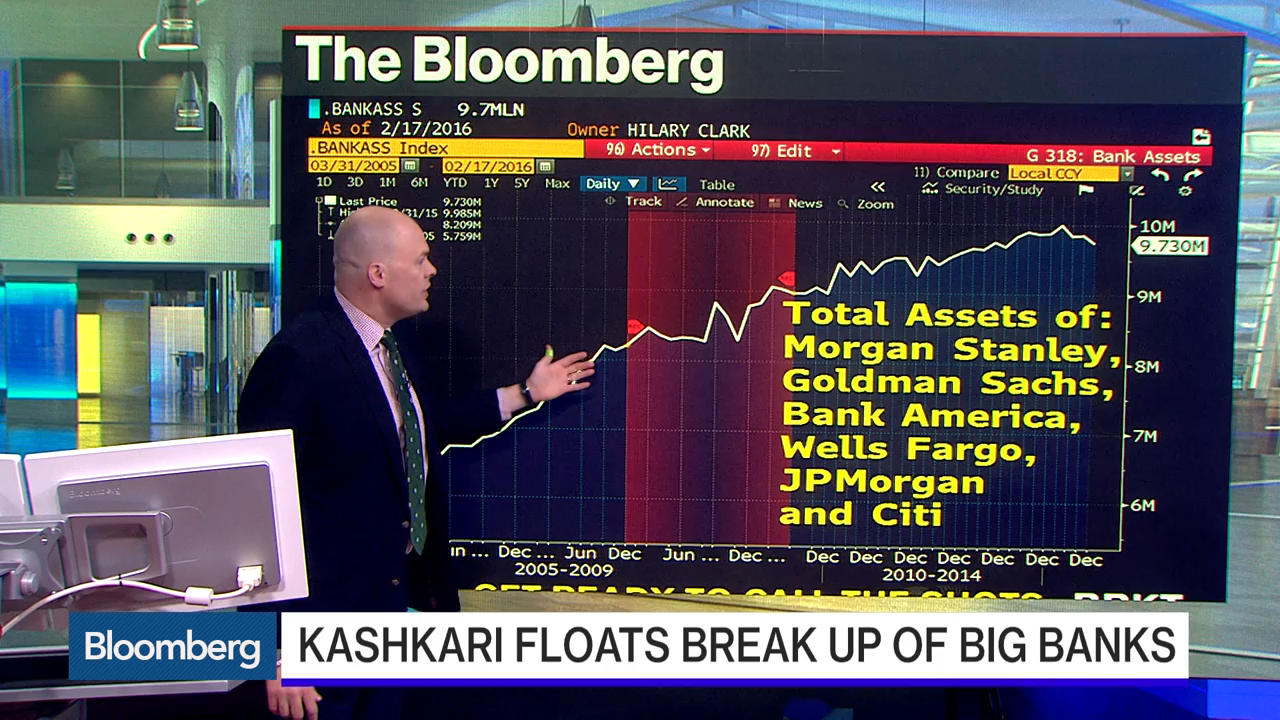 The Bloomberg
.BANKASS S 9.7MLN
As of 2/17/2016 Owner HILARY CLARK
.BANKASS Index 96) Actions 97) Edit G 318: Bank Assets
03/31/2005 - 02/17/2016 11) Compare Local CCY
1D 3D 1M 6M YTD 1Y 5Y Max Daily Table Security/Study
Track Annotate News Zoom
Last Price 9.730M
/31/15 9.985M
8.209M
05 5.759M
10M
9.730M
9M
8M
7M
6M
Total Assets of:
Morgan Stanley,
Goldman Sachs,
Bank America,
Wells Fargo,
JPMorgan
and Citi
Dec ... Jun Dec Jun ... Dec ... Dec Dec Dec Dec Dec Dec Dec
2005-2009 2010-2014
Bloomberg
Bloomberg KASHKARI FLOATS BREAK UP OF BIG BANKS